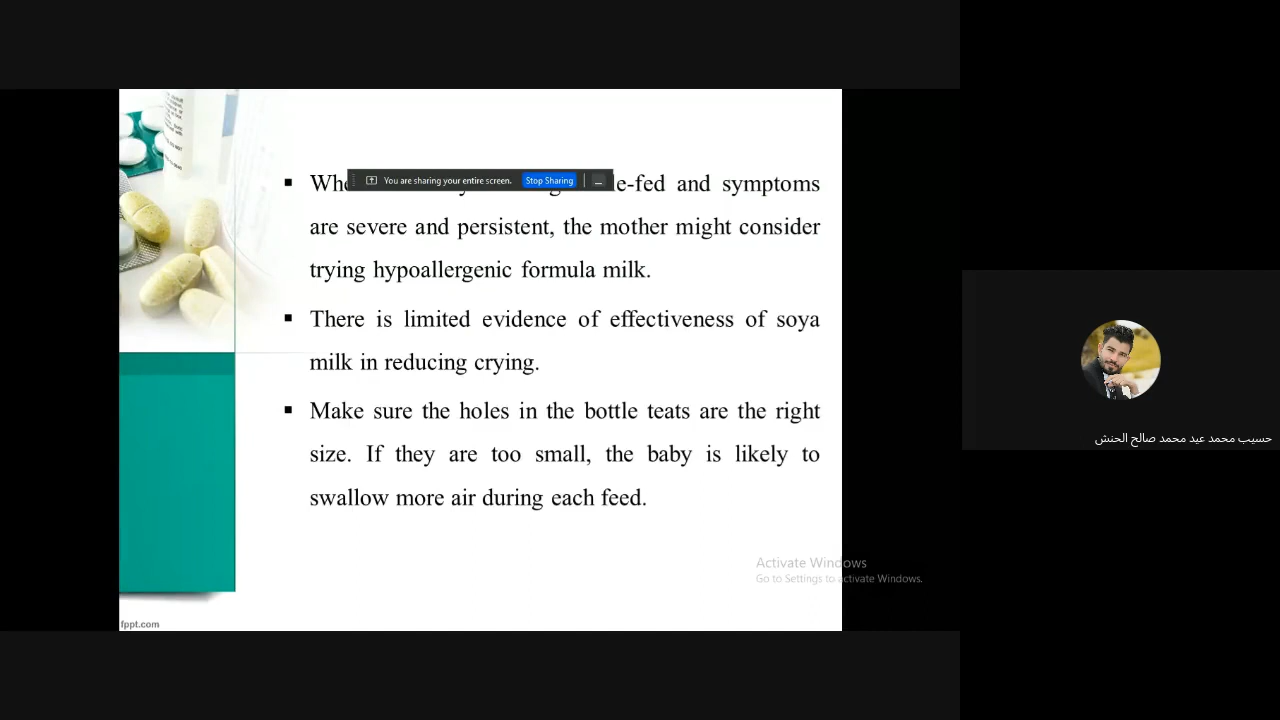 ▪ Whe
You are sharing your entire screen. Stop Sharing
e-fed and symptoms
are severe and persistent, the mother might consider
trying hypoallergenic formula milk.
▪ There is limited evidence of effectiveness of soya
milk in reducing crying.
▪ Make sure the holes in the bottle teats are the right
size. If they are too small, the baby is likely to
swallow more air during each feed.
حسيب محمد عبد محمد صالح الحنش
Activate Windows
Go to Settings to activate Windows.
fppt.com